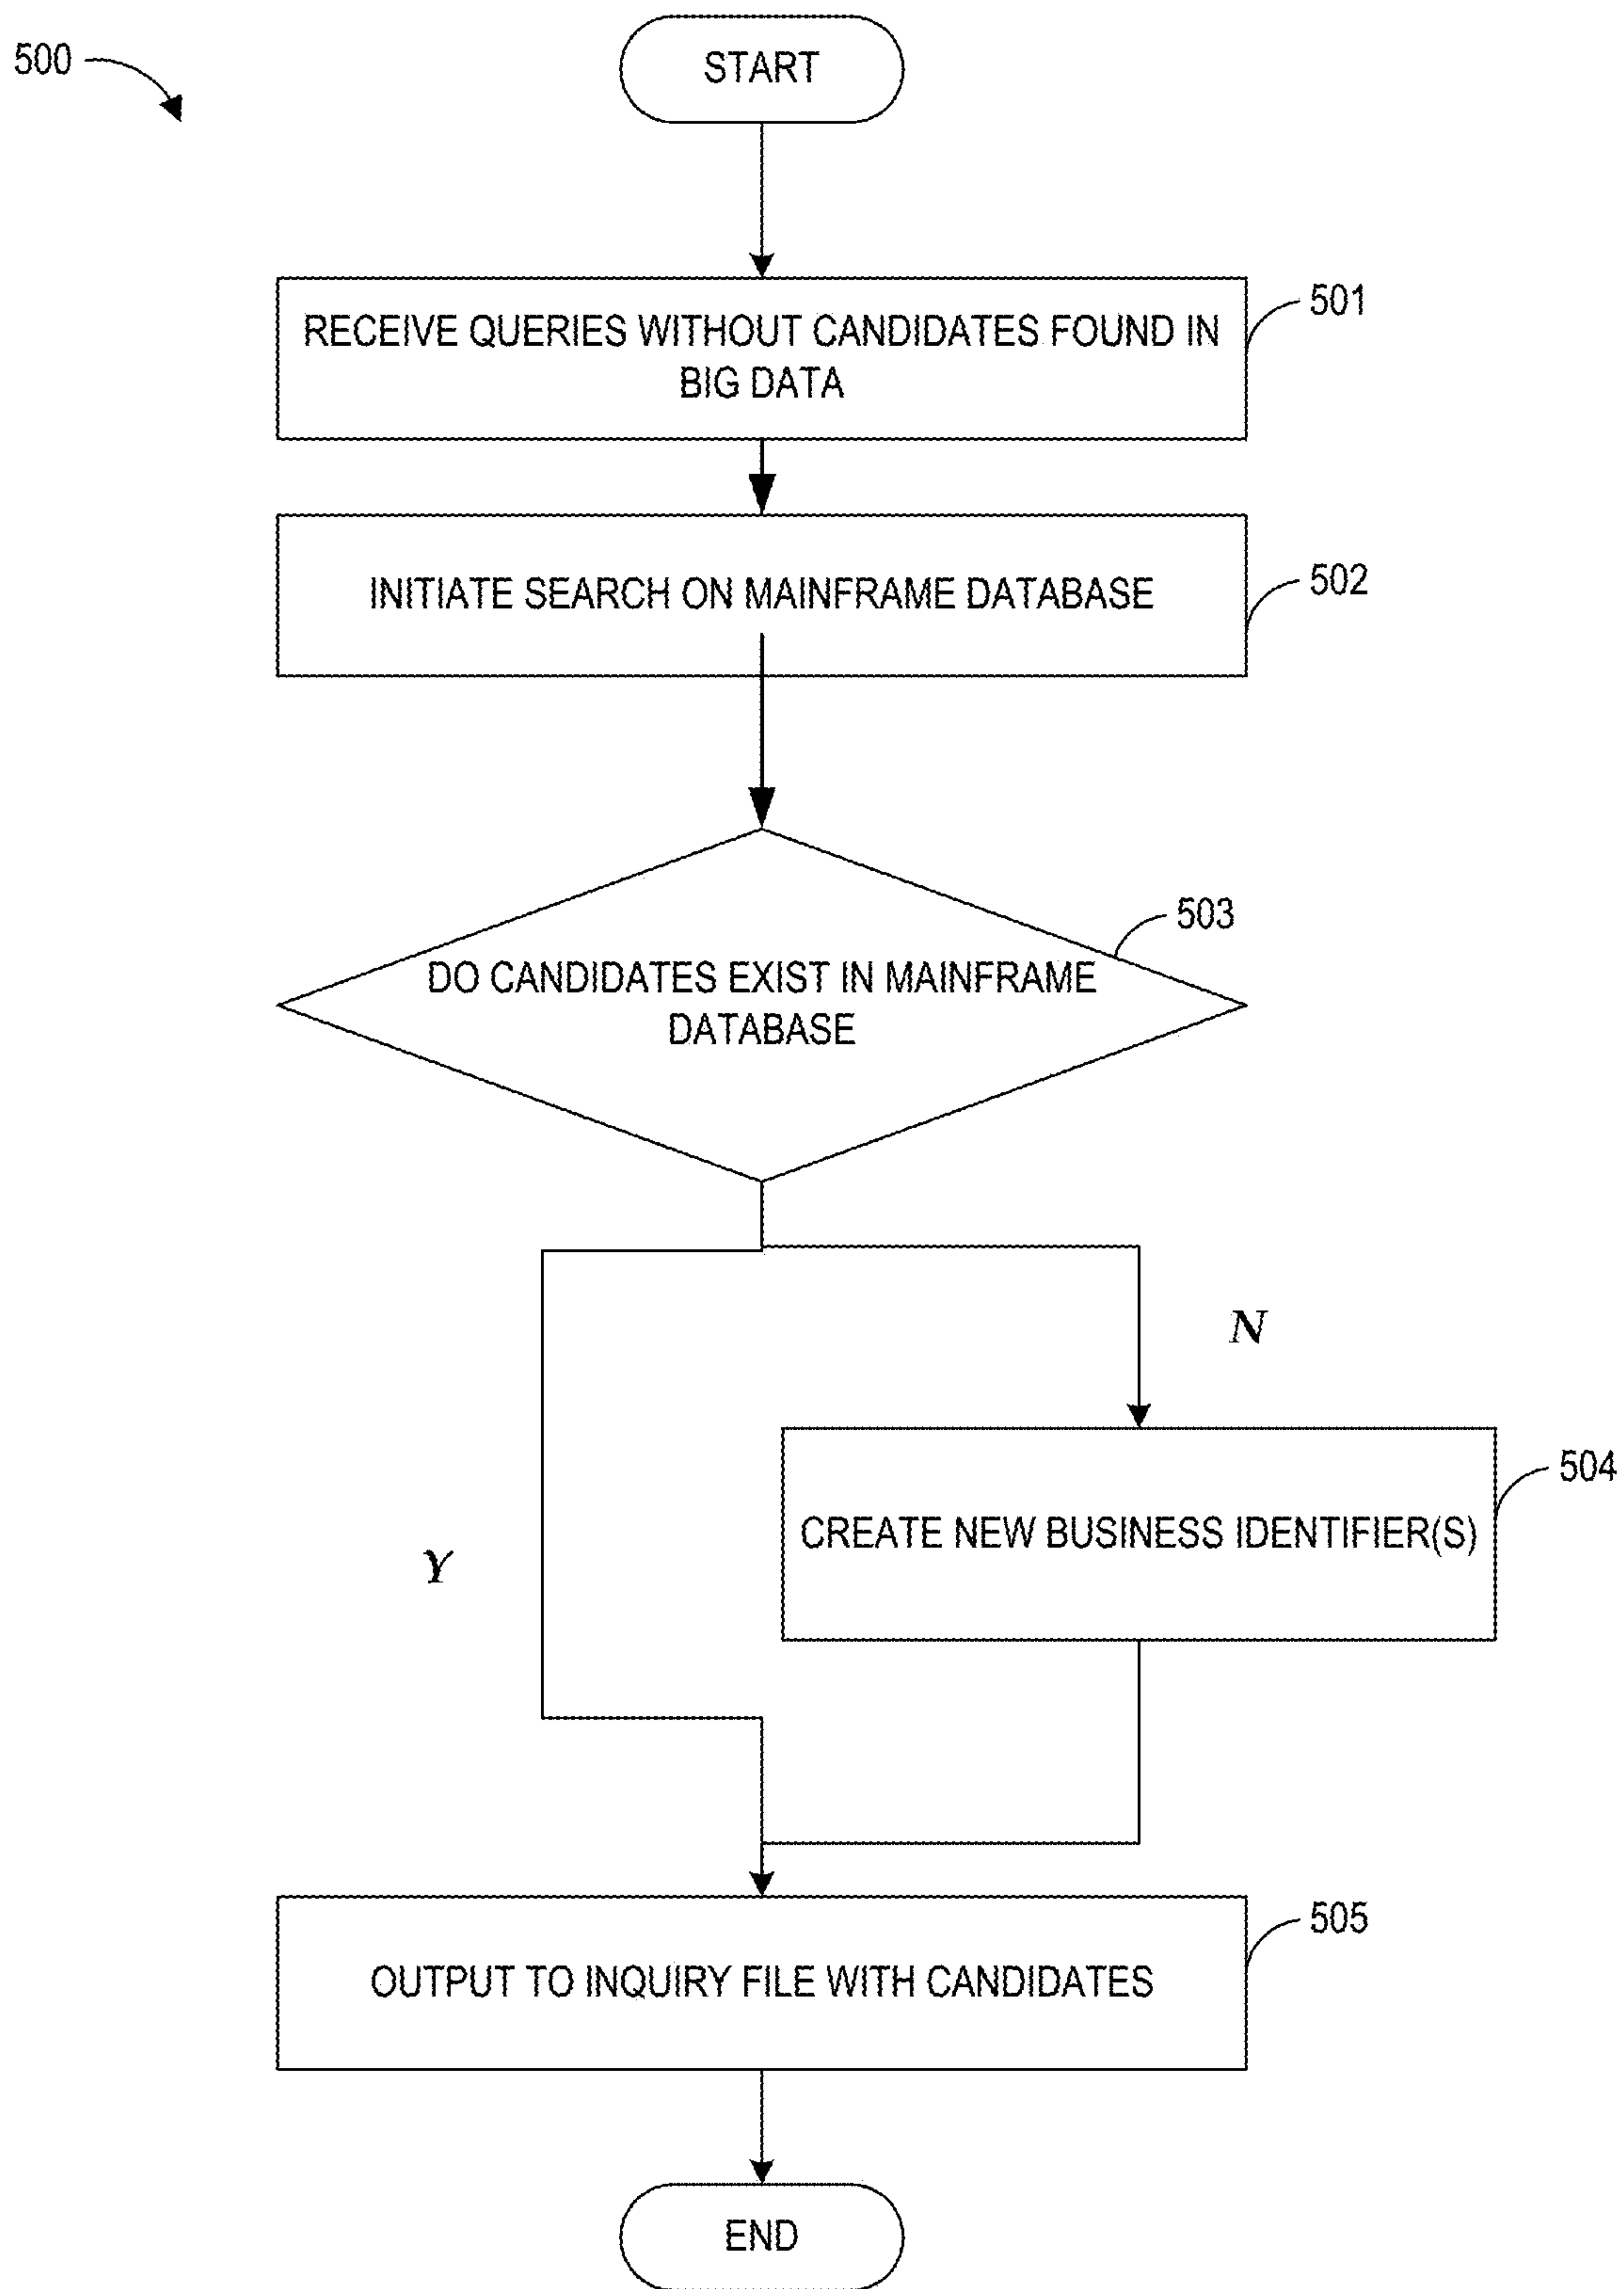 500
START
RECEIVE QUERIES WITHOUT CANDIDATES FOUND IN
BIG DATA
501
INITIATE SEARCH ON MAINFRAME DATABASE
502
503
DO CANDIDATES EXIST IN MAINFRAME
DATABASE
N
504
CREATE NEW BUSINESS IDENTIFIER(S)
Y
505
OUTPUT TO INQUIRY FILE WITH CANDIDATES
END